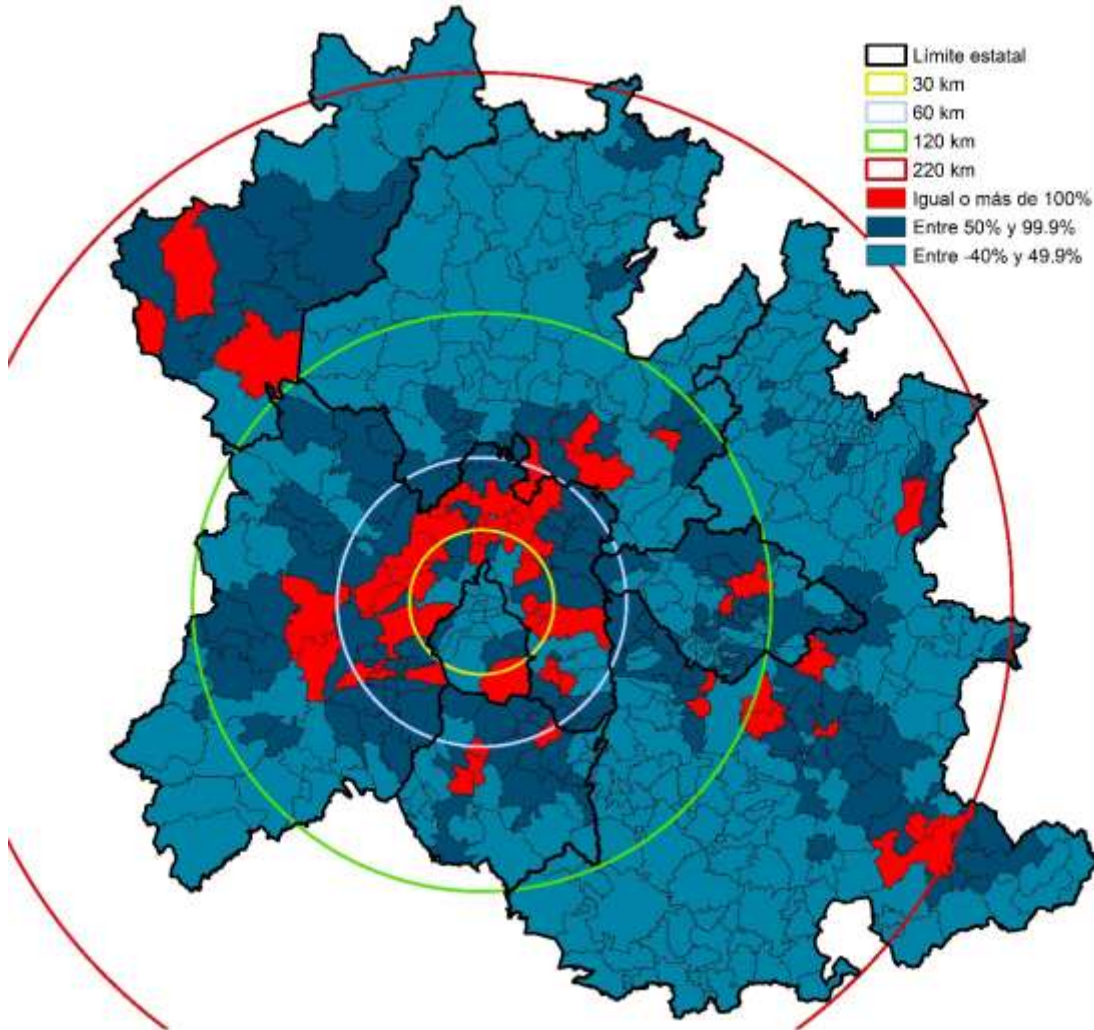 Límite estatal
30 km
60 km
120 km
220 km
Igual o más de 100%
Entre 50% y 99.9%
Entre -40% y 49.9%